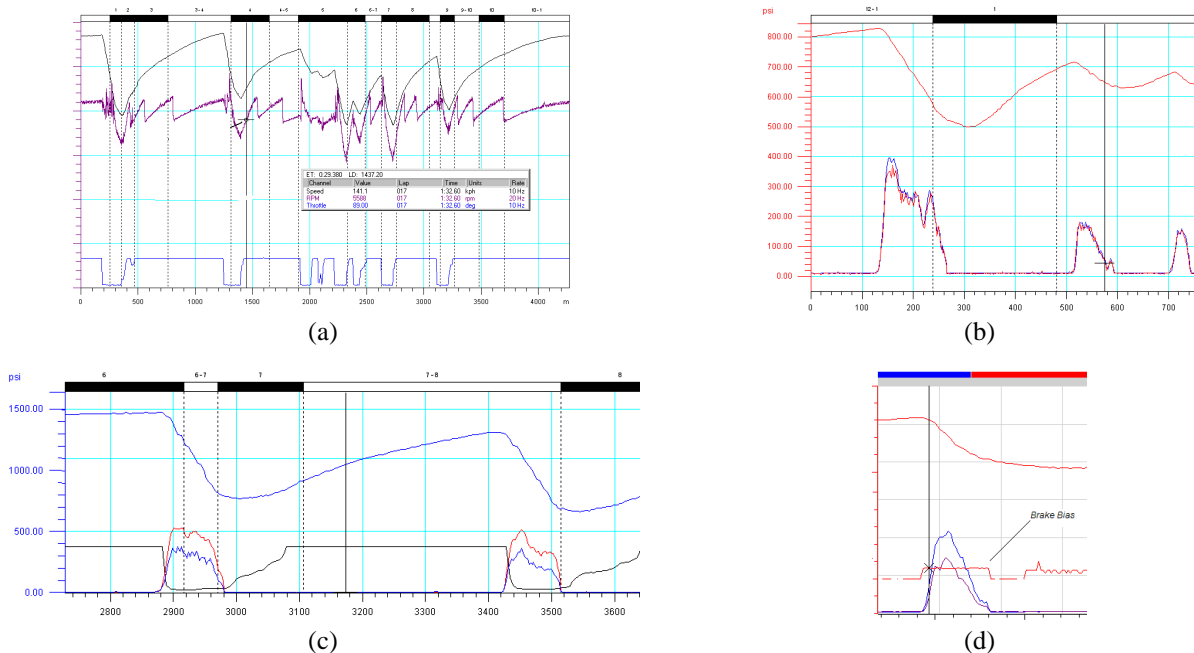 1 2 3 3-4 4 4-5 5 6 6-7 7 8 9 9-10 10 10-1
ET: 0.29.380 LD: 1437.20
Channel Value Lap Time Units Rate
Speed 141.1 017 1:32.60 kph 10 Hz
RPM 5588 017 1:32.60 rpm 20 Hz
Throttle 89.00 017 1:32.60 deg 10 Hz
0 500 1000 1500 2000 2500 3000 3500 4000 m
(a)
psi 12-1 1
800.00
700.00
600.00
500.00
400.00
300.00
200.00
100.00
0.00
0 100 200 300 400 500 600 700
(b)
psi 6 6-7 7 7-8 8
1500.00
1000.00
500.00
0.00
2800 2900 3000 3100 3200 3300 3400 3500 3600
(c)
Brake Bias
(d)